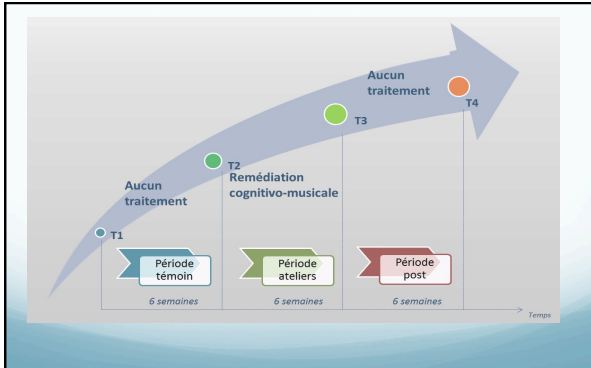 Aucun
traitement
T4
T3
T2
Aucun
traitement
Remédiation
cognitivo-musicale
T1
Période
témoin
Période
ateliers
Période
post
6 semaines
6 semaines
6 semaines
Temps